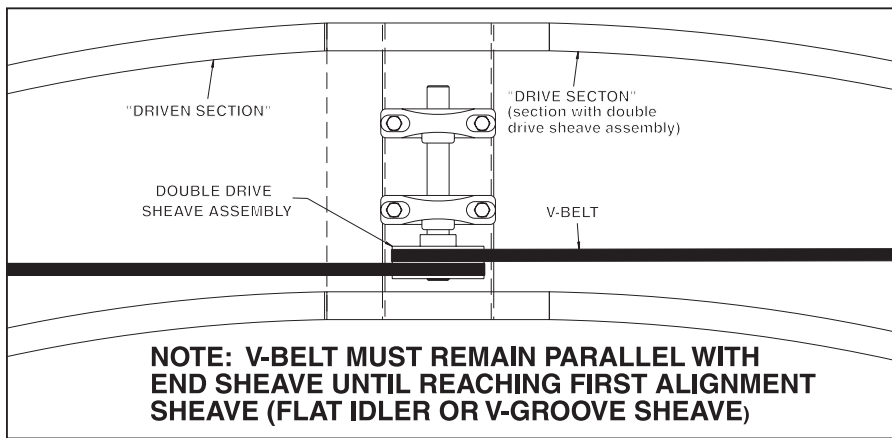 "DRIVEN SECTION"
"DRIVE SECTON"
(section with double
drive sheave assembly)
DOUBLE DRIVE
SHEAVE ASSEMBLY
V-BELT
NOTE: V-BELT MUST REMAIN PARALLEL WITH
END SHEAVE UNTIL REACHING FIRST ALIGNMENT
SHEAVE (FLAT IDLER OR V-GROOVE SHEAVE)